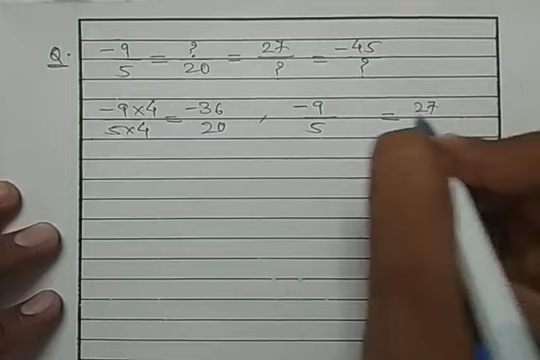 Q. -9/5 = ?/20 = 27/? = -45/?
-9×4/5×4 = -36/20 , -9/5 = 27